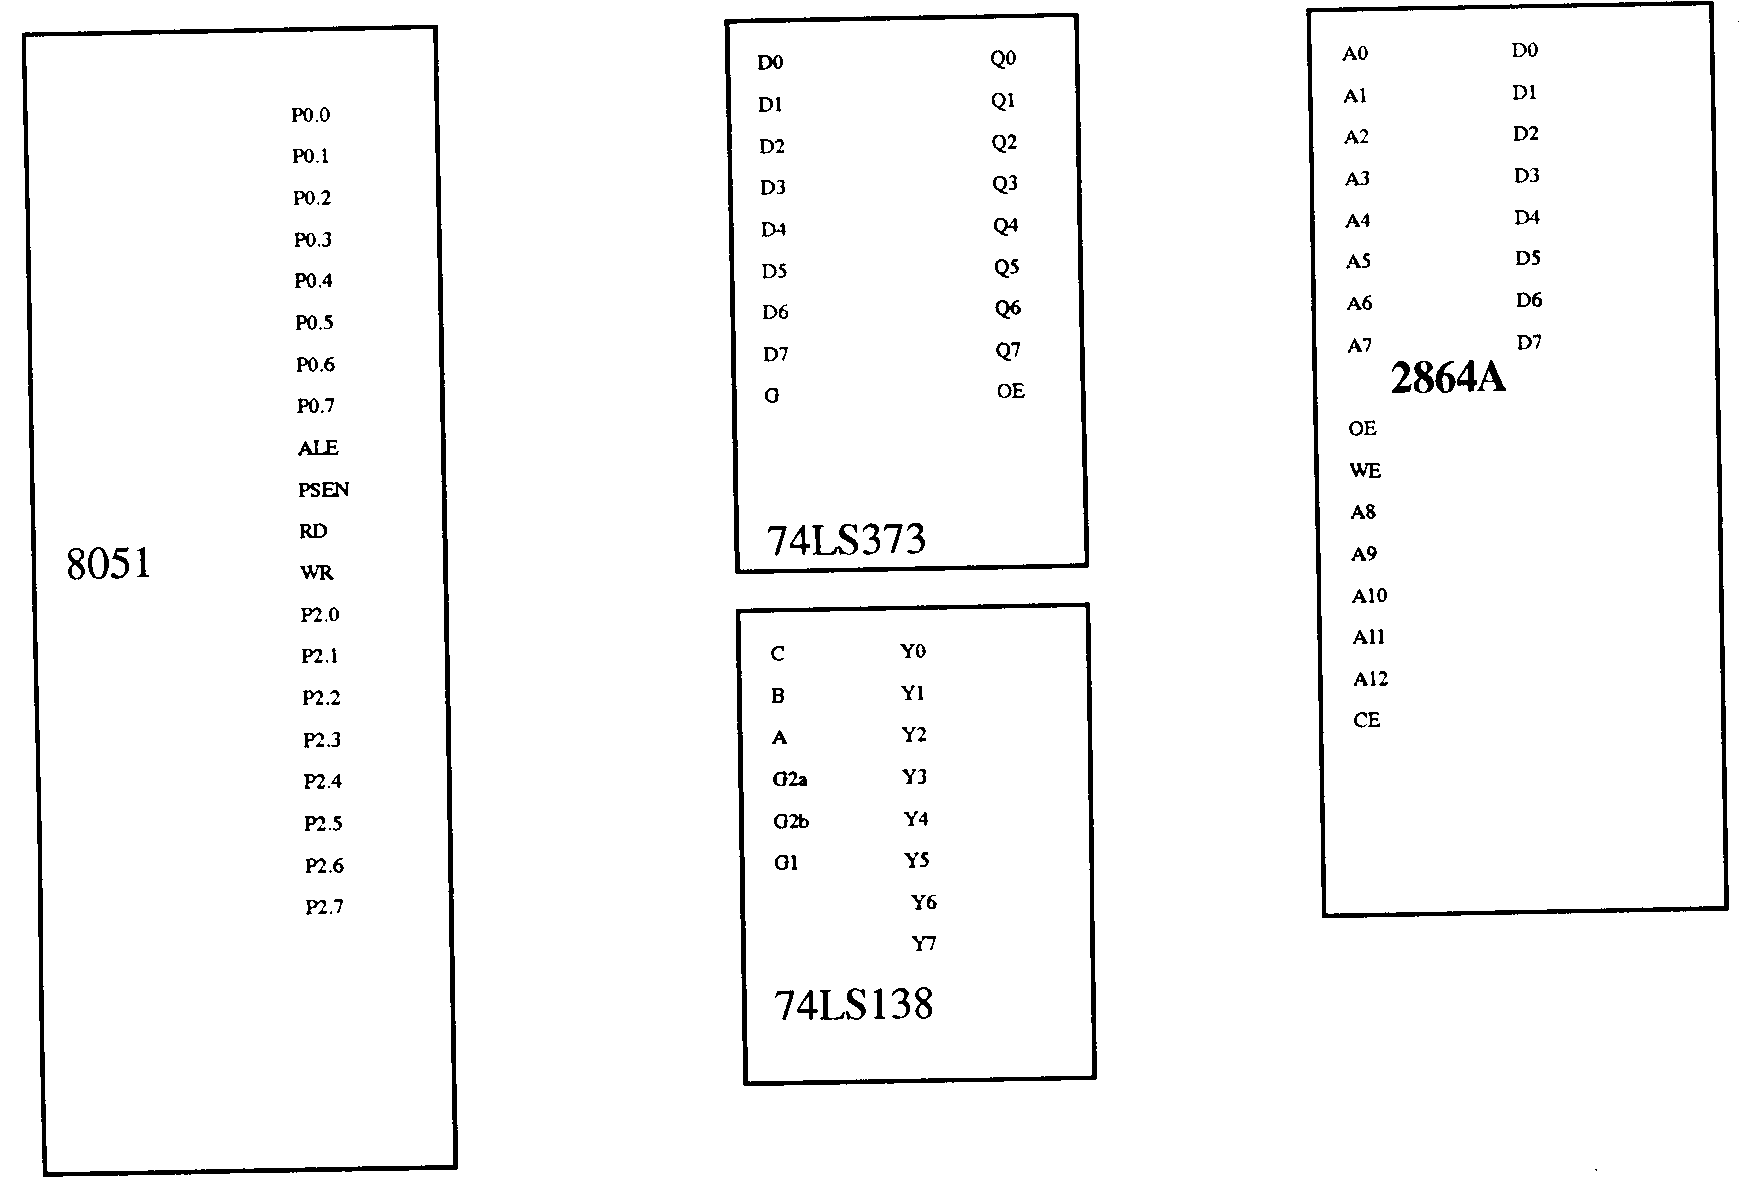 P0.0
P0.1
P0.2
P0.3
P0.4
P0.5
P0.6
P0.7
ALE
PSEN
RD
WR
P2.0
P2.1
P2.2
P2.3
P2.4
P2.5
P2.6
P2.7
8051
D0 Q0
D1 Q1
D2 Q2
D3 Q3
D4 Q4
D5 Q5
D6 Q6
D7 Q7
G OE
74LS373
C Y0
B Y1
A Y2
G2a Y3
G2b Y4
G1 Y5
Y6
Y7
74LS138
A0 D0
A1 D1
A2 D2
A3 D3
A4 D4
A5 D5
A6 D6
A7 D7
2864A
OE
WE
A8
A9
A10
A11
A12
CE